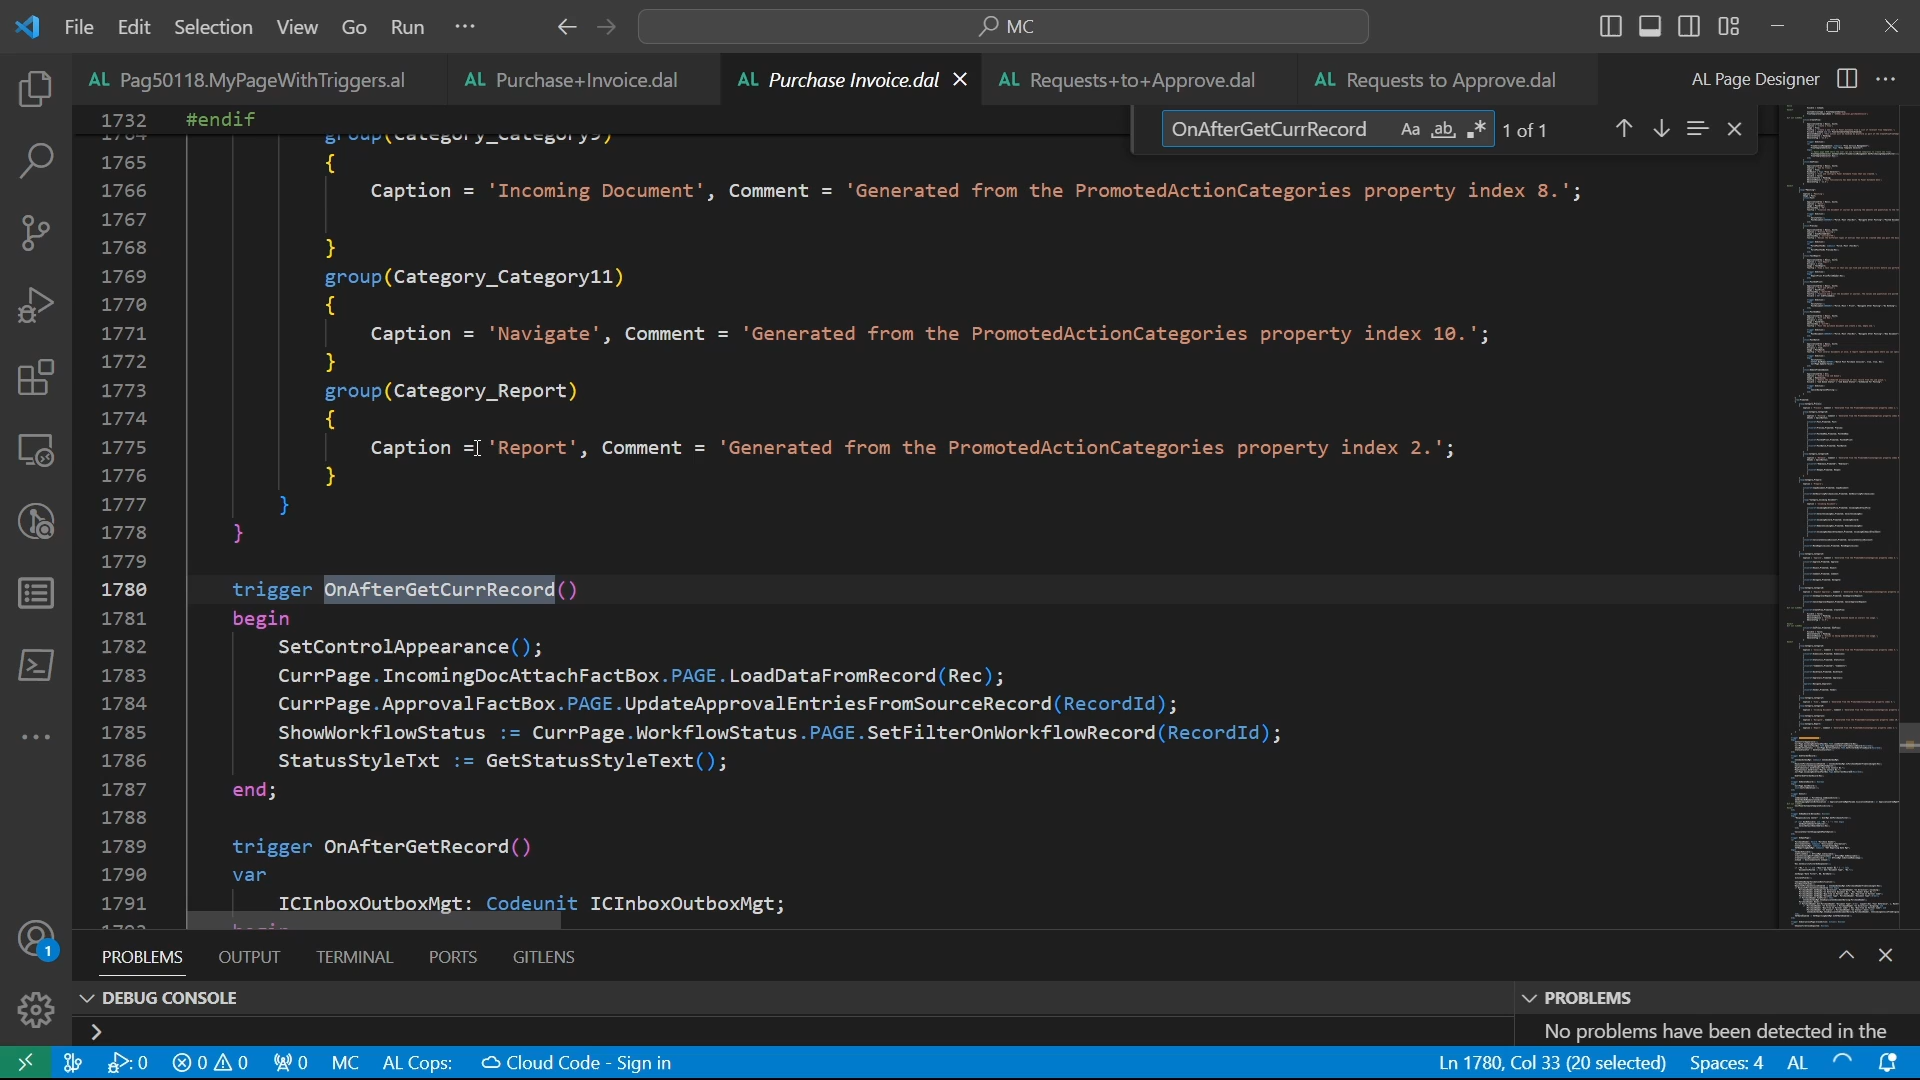 File Edit Selection View Go Run ··· MC
AL Pag50118.MyPageWithTriggers.al AL Purchase+Invoice.dal AL Purchase Invoice.dal AL Requests+to+Approve.dal AL Requests to Approve.dal AL Page Designer
OnAfterGetCurrRecord Aa ab .* 1 of 1
1732 #endif
1765 {
1766 Caption = 'Incoming Document', Comment = 'Generated from the PromotedActionCategories property index 8.';
1767
1768 }
1769 group(Category_Category11)
1770 {
1771 Caption = 'Navigate', Comment = 'Generated from the PromotedActionCategories property index 10.';
1772 }
1773 group(Category_Report)
1774 {
1775 Caption = 'Report', Comment = 'Generated from the PromotedActionCategories property index 2.';
1776 }
1777 }
1778 }
1779
1780 trigger OnAfterGetCurrRecord()
1781 begin
1782 SetControlAppearance();
1783 CurrPage.IncomingDocAttachFactBox.PAGE.LoadDataFromRecord(Rec);
1784 CurrPage.ApprovalFactBox.PAGE.UpdateApprovalEntriesFromSourceRecord(RecordId);
1785 ShowWorkflowStatus := CurrPage.WorkflowStatus.PAGE.SetFilterOnWorkflowRecord(RecordId);
1786 StatusStyleTxt := GetStatusStyleText();
1787 end;
1788
1789 trigger OnAfterGetRecord()
1790 var
1791 ICInboxOutboxMgt: Codeunit ICInboxOutboxMgt;
PROBLEMS OUTPUT TERMINAL PORTS GITLENS
DEBUG CONSOLE PROBLEMS
No problems have been detected in the
1
0 0 0 0 MC AL Cops: Cloud Code - Sign in Ln 1780, Col 33 (20 selected) Spaces: 4 AL